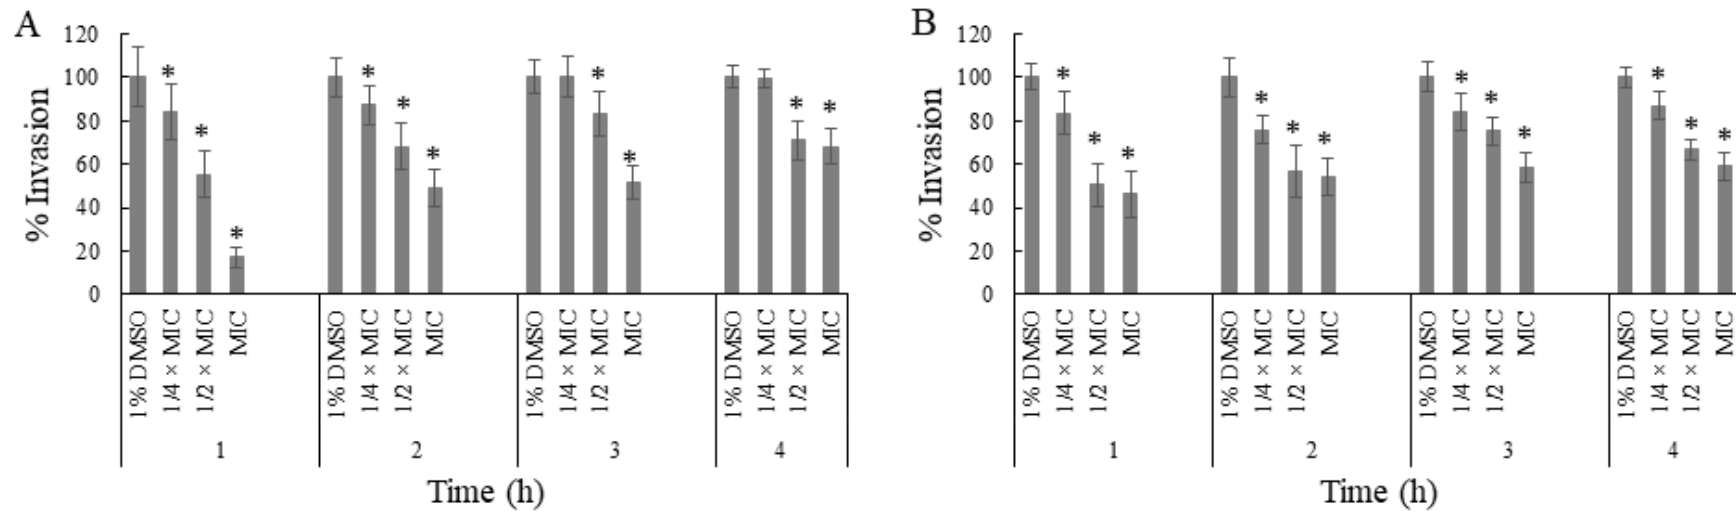 A
120
100
80
60
40
20
0
% Invasion
* * *
* * *
* *
* *
1% DMSO
1/4 × MIC
1/2 × MIC
MIC
1% DMSO
1/4 × MIC
1/2 × MIC
MIC
1% DMSO
1/4 × MIC
1/2 × MIC
MIC
1% DMSO
1/4 × MIC
1/2 × MIC
MIC
1 2 3 4
Time (h)
B
120
100
80
60
40
20
0
% Invasion
* * *
* * *
* * *
* * *
1% DMSO
1/4 × MIC
1/2 × MIC
MIC
1% DMSO
1/4 × MIC
1/2 × MIC
MIC
1% DMSO
1/4 × MIC
1/2 × MIC
MIC
1% DMSO
1/4 × MIC
1/2 × MIC
MIC
1 2 3 4
Time (h)